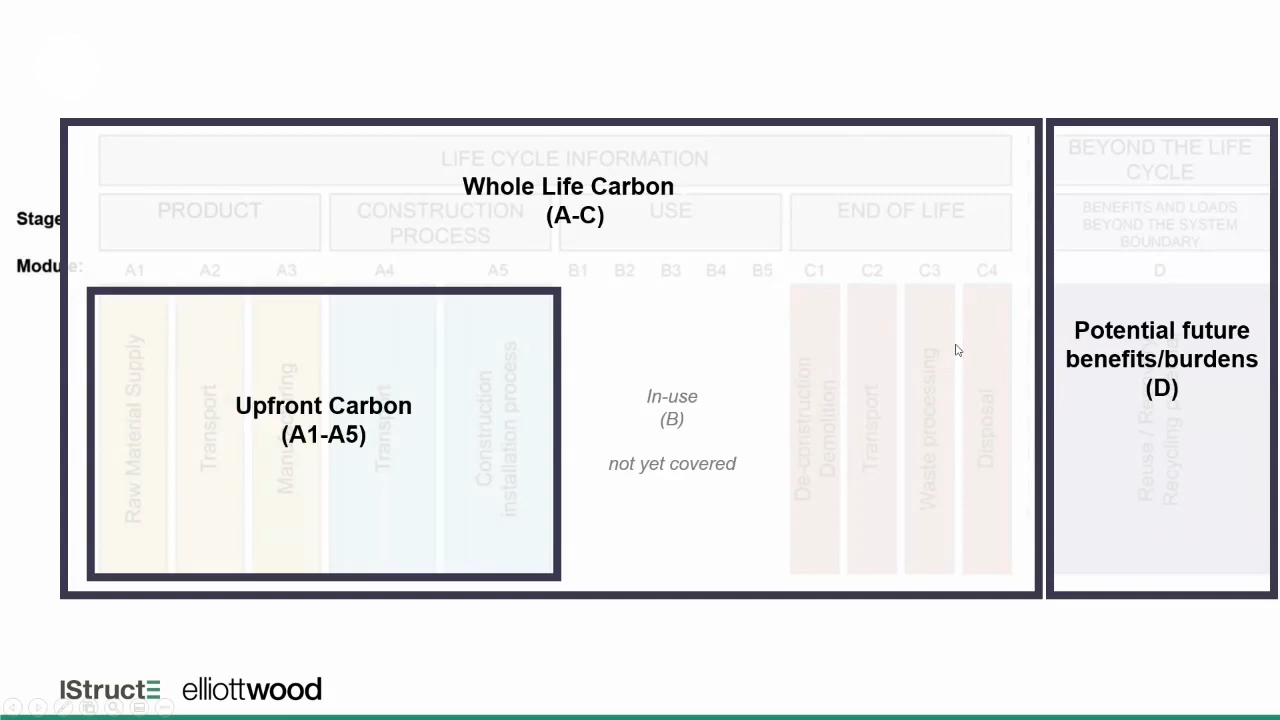 LIFE CYCLE INFORMATION
Whole Life Carbon
(A-C)
BEYOND THE LIFE
CYCLE
Stage
PRODUCT
CONSTRUCTION
PROCESS
USE
END OF LIFE
BENEFITS AND LOADS
BEYOND THE SYSTEM
BOUNDARY
Module:
A1 A2 A3 A4 A5 B1 B2 B3 B4 B5 C1 C2 C3 C4 D
Raw Material Supply
Transport
Manufacturing
Transport
Construction
installation process
Upfront Carbon
(A1-A5)
In-use
(B)
not yet covered
De-construction
Demolition
Transport
Waste processing
Disposal
Potential future
benefits/burdens
(D)
Reuse /
Recycling
IStructE elliottwood